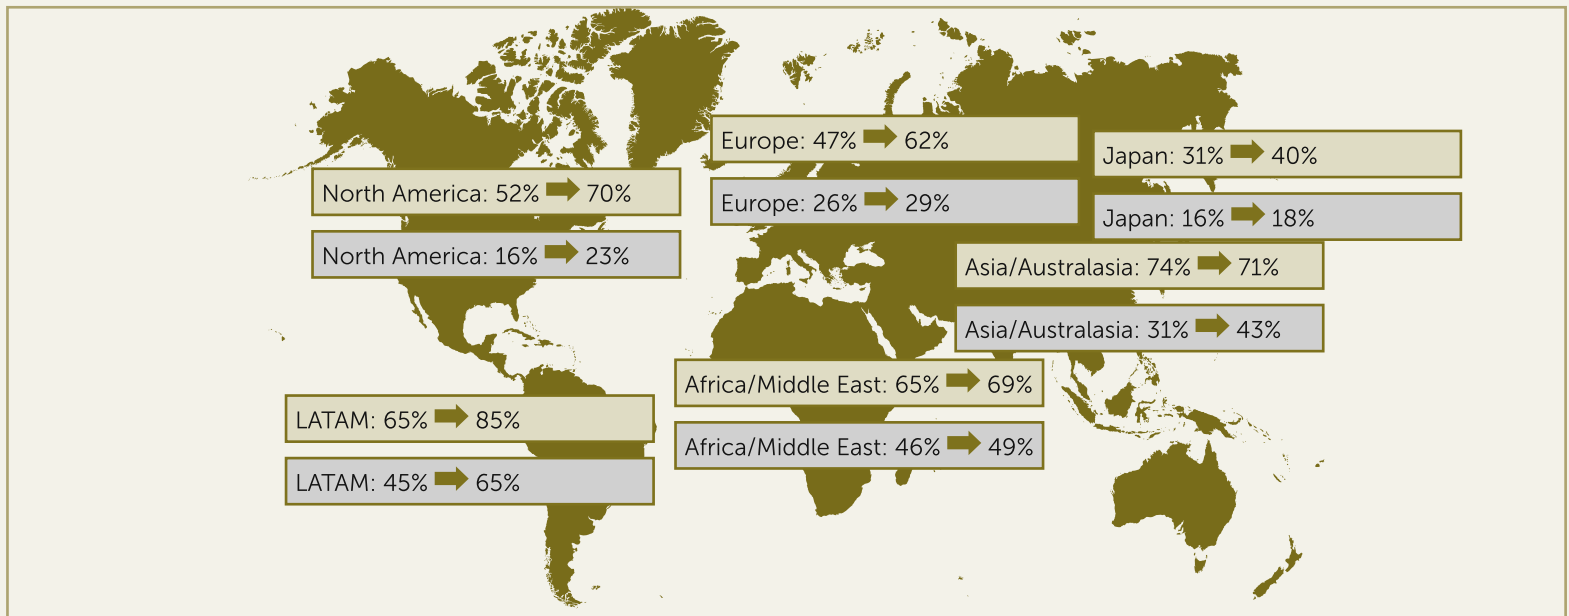 Europe: 47% 62%
Japan: 31% 40%
North America: 52% 70%
Europe: 26% 29%
Japan: 16% 18%
North America: 16% 23%
Asia/Australasia: 74% 71%
Asia/Australasia: 31% 43%
Africa/Middle East: 65% 69%
LATAM: 65% 85%
Africa/Middle East: 46% 49%
LATAM: 45% 65%